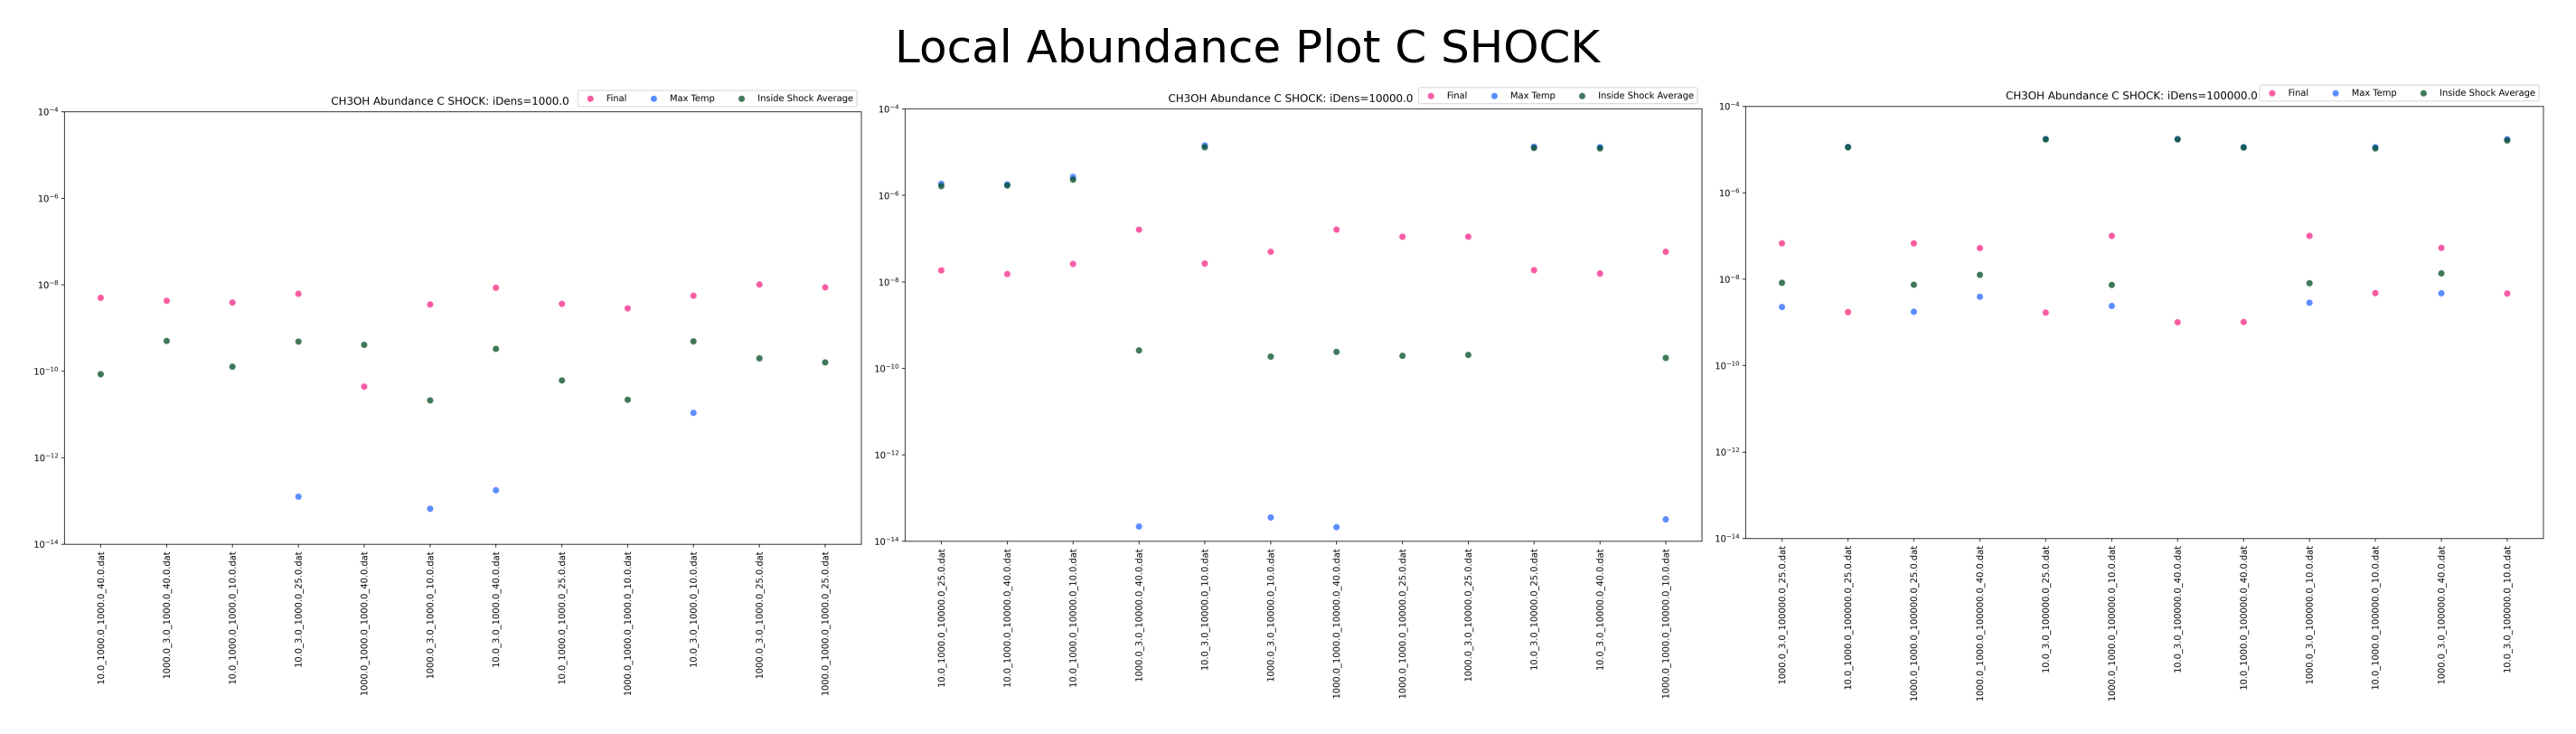 Local Abundance Plot C SHOCK
CH3OH Abundance C SHOCK: iDens=1000.0
Final Max Temp Inside Shock Average
10⁻⁴
10⁻⁶
10⁻⁸
10⁻¹⁰
10⁻¹²
10⁻¹⁴
10.0_1000.0_1000.0_40.0.dat
1000.0_3.0_1000.0_40.0.dat
10.0_1000.0_1000.0_10.0.dat
10.0_3.0_1000.0_25.0.dat
1000.0_1000.0_1000.0_40.0.dat
1000.0_3.0_1000.0_10.0.dat
10.0_3.0_1000.0_40.0.dat
10.0_1000.0_1000.0_25.0.dat
1000.0_1000.0_1000.0_10.0.dat
10.0_3.0_1000.0_10.0.dat
1000.0_3.0_1000.0_25.0.dat
1000.0_1000.0_1000.0_25.0.dat
CH3OH Abundance C SHOCK: iDens=10000.0
Final Max Temp Inside Shock Average
10⁻⁴
10⁻⁶
10⁻⁸
10⁻¹⁰
10⁻¹²
10⁻¹⁴
10.0_1000.0_10000.0_25.0.dat
10.0_1000.0_10000.0_40.0.dat
10.0_1000.0_10000.0_10.0.dat
1000.0_3.0_10000.0_40.0.dat
10.0_3.0_10000.0_10.0.dat
1000.0_3.0_10000.0_10.0.dat
1000.0_1000.0_10000.0_40.0.dat
1000.0_1000.0_10000.0_25.0.dat
1000.0_3.0_10000.0_25.0.dat
10.0_3.0_10000.0_25.0.dat
10.0_3.0_10000.0_40.0.dat
1000.0_1000.0_10000.0_10.0.dat
CH3OH Abundance C SHOCK: iDens=100000.0
Final Max Temp Inside Shock Average
10⁻⁴
10⁻⁶
10⁻⁸
10⁻¹⁰
10⁻¹²
10⁻¹⁴
1000.0_3.0_100000.0_25.0.dat
10.0_1000.0_100000.0_25.0.dat
1000.0_1000.0_100000.0_25.0.dat
1000.0_1000.0_100000.0_40.0.dat
10.0_3.0_100000.0_25.0.dat
1000.0_1000.0_100000.0_10.0.dat
10.0_3.0_100000.0_40.0.dat
10.0_1000.0_100000.0_40.0.dat
1000.0_3.0_100000.0_10.0.dat
10.0_1000.0_100000.0_10.0.dat
1000.0_3.0_100000.0_40.0.dat
10.0_3.0_100000.0_10.0.dat